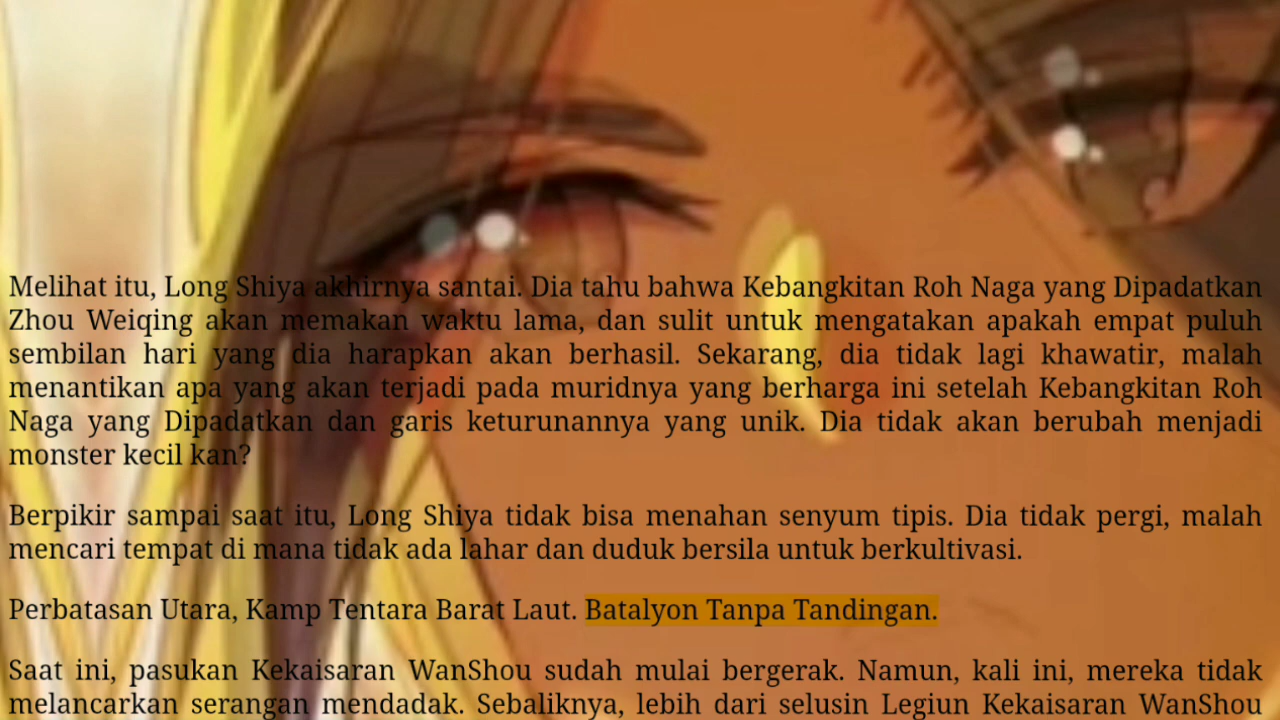 Melihat itu, Long Shiya akhirnya santai. Dia tahu bahwa Kebangkitan Roh Naga yang Dipadatkan
Zhou Weiqing akan memakan waktu lama, dan sulit untuk mengatakan apakah empat puluh
sembilan hari yang dia harapkan akan berhasil. Sekarang, dia tidak lagi khawatir, malah
menantikan apa yang akan terjadi pada muridnya yang berharga ini setelah Kebangkitan Roh
Naga yang Dipadatkan dan garis keturunannya yang unik. Dia tidak akan berubah menjadi
monster kecil kan?
Berpikir sampai saat itu, Long Shiya tidak bisa menahan senyum tipis. Dia tidak pergi, malah
mencari tempat di mana tidak ada lahar dan duduk bersila untuk berkultivasi.
Perbatasan Utara, Kamp Tentara Barat Laut. Batalyon Tanpa Tandingan.
Saat ini, pasukan Kekaisaran WanShou sudah mulai bergerak. Namun, kali ini, mereka tidak
melancarkan serangan mendadak. Sebaliknya, lebih dari selusin Legiun Kekaisaran WanShou